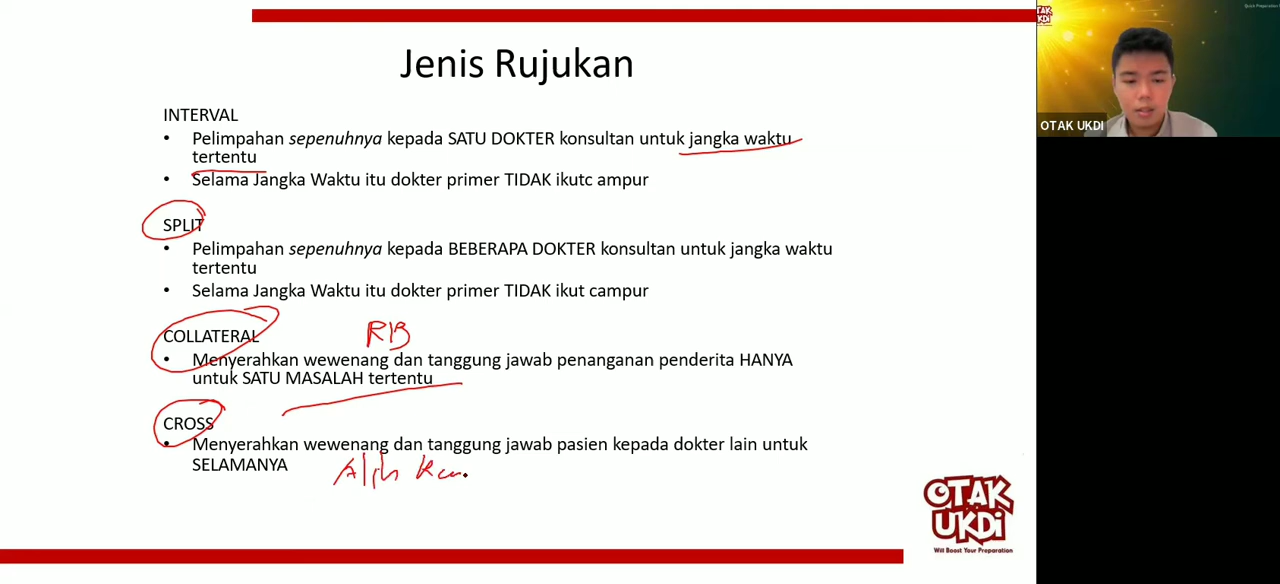 Jenis Rujukan
INTERVAL
• Pelimpahan sepenuhnya kepada SATU DOKTER konsultan untuk jangka waktu
tertentu
• Selama Jangka Waktu itu dokter primer TIDAK ikutc ampur
SPLIT
• Pelimpahan sepenuhnya kepada BEBERAPA DOKTER konsultan untuk jangka waktu
tertentu
• Selama Jangka Waktu itu dokter primer TIDAK ikut campur
COLLATERAL
RB
• Menyerahkan wewenang dan tanggung jawab penanganan penderita HANYA
untuk SATU MASALAH tertentu
CROSS
• Menyerahkan wewenang dan tanggung jawab pasien kepada dokter lain untuk
SELAMANYA
Alih
OTAK
UKDI
Will Boost Your Preparation
OTAK
UKDI
OTAK UKDI